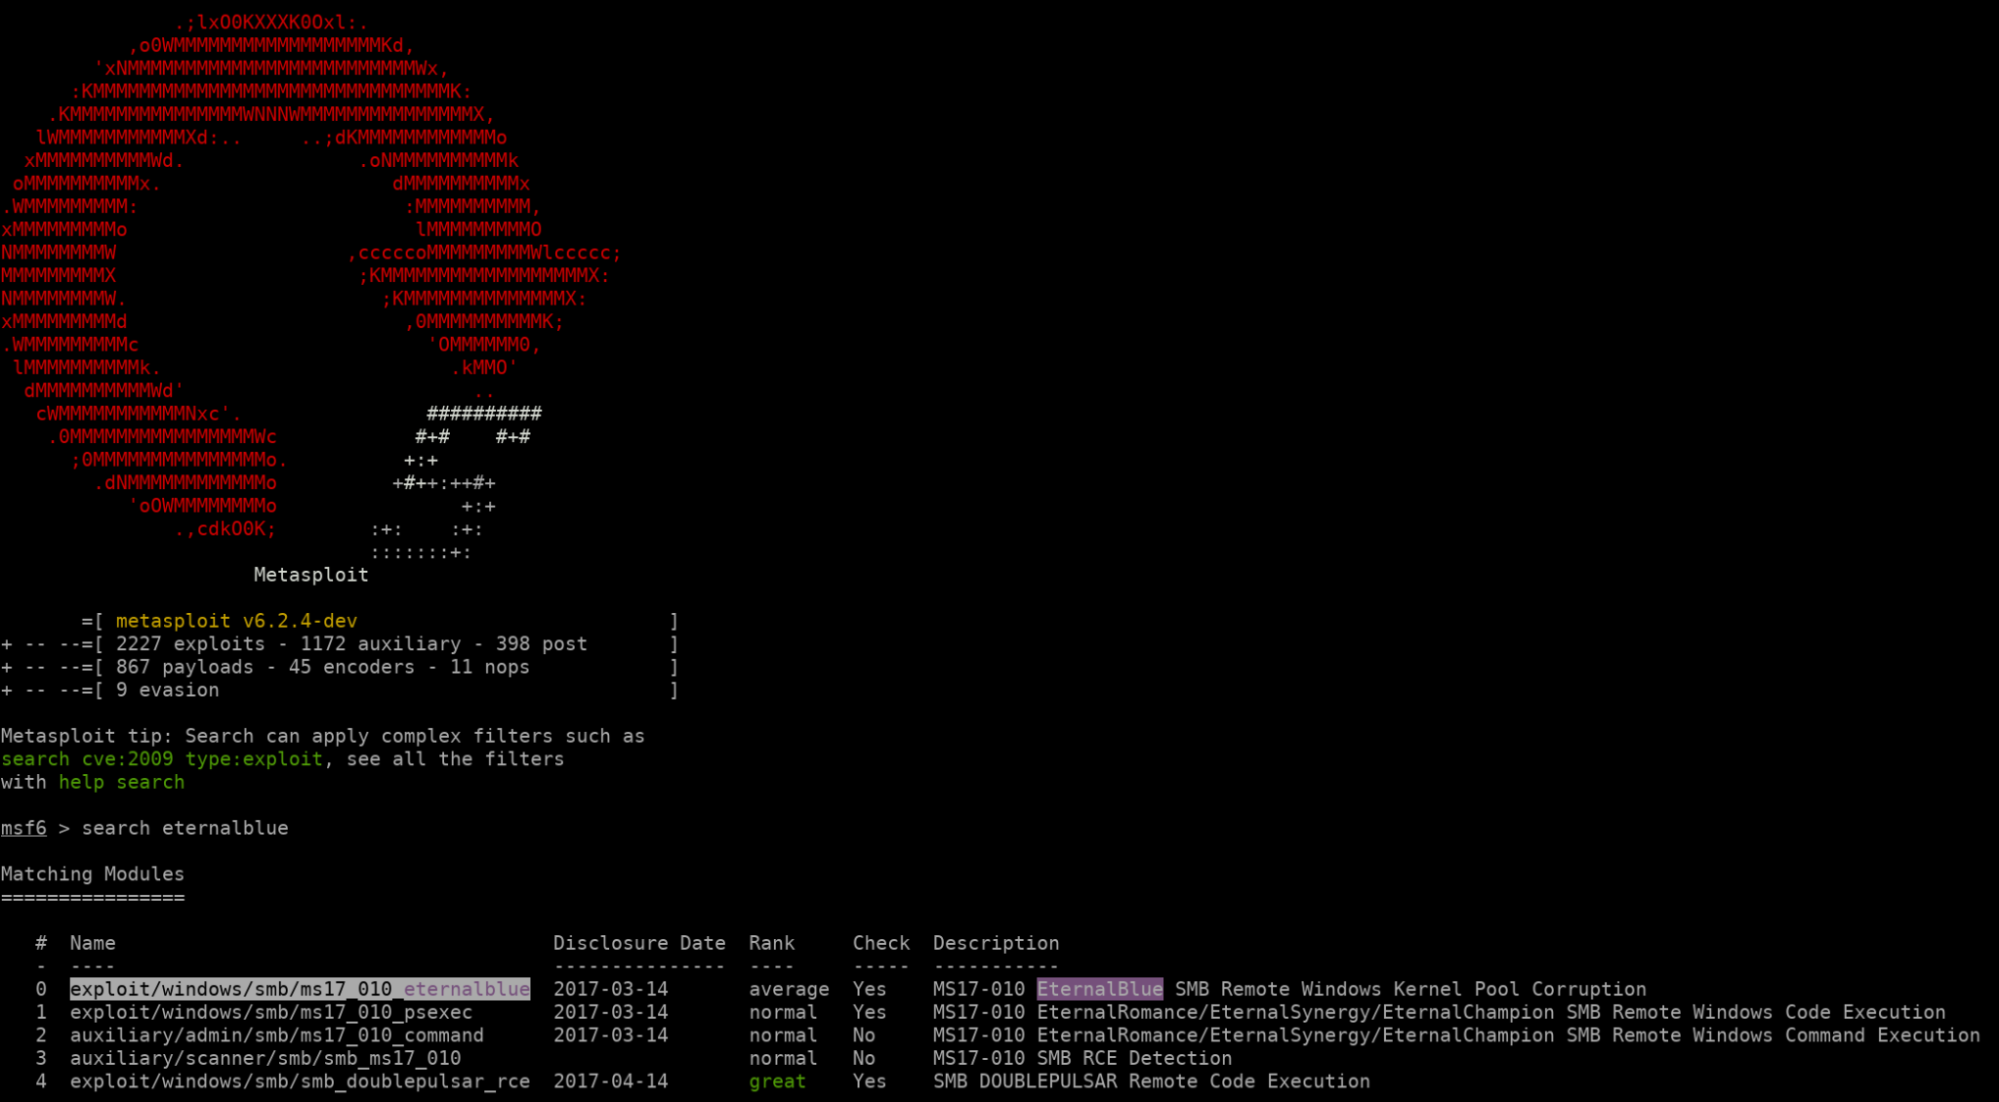 .;lxO0KXXXK0Oxl:.
,o0WMMMMMMMMMMMMMMMMMMKd,
'xNMMMMMMMMMMMMMMMMMMMMMMMMMWx,
:KMMMMMMMMMMMMMMMMMMMMMMMMMMMMMMMK:
.KMMMMMMMMMMMMMMMWNNNWMMMMMMMMMMMMMMMX,
lWMMMMMMMMMMMXd:..     ..;dKMMMMMMMMMMMMo
xMMMMMMMMMMWd.               .oNMMMMMMMMMMk
oMMMMMMMMMMx.                    dMMMMMMMMMMx
.WMMMMMMMMM:                       :MMMMMMMMMM,
xMMMMMMMMMo                         lMMMMMMMMMO
NMMMMMMMMW                    ,cccccoMMMMMMMMMWlccccc;
MMMMMMMMMX                     ;KMMMMMMMMMMMMMMMMMMX:
NMMMMMMMMW.                      ;KMMMMMMMMMMMMMMX:
xMMMMMMMMMd                        ,0MMMMMMMMMMK;
.WMMMMMMMMMc                         'OMMMMMM0,
lMMMMMMMMMMk.                         .kMMO'
dMMMMMMMMMMWd'                         ..
cWMMMMMMMMMMMNxc'.                ##########
.0MMMMMMMMMMMMMMMMWc            #+#    #+#
;0MMMMMMMMMMMMMMMo.          +:+
.dNMMMMMMMMMMMMo          +#++:++#+
'oOWMMMMMMMMo                +:+
.,cdkO0K;        :+:    :+:
:::::::+:
Metasploit
=[ metasploit v6.2.4-dev                           ]
+ -- --=[ 2227 exploits - 1172 auxiliary - 398 post       ]
+ -- --=[ 867 payloads - 45 encoders - 11 nops            ]
+ -- --=[ 9 evasion                                       ]
Metasploit tip: Search can apply complex filters such as
search cve:2009 type:exploit, see all the filters
with help search
msf6 > search eternalblue
Matching Modules
================
#  Name                                      Disclosure Date  Rank     Check  Description
-  ----                                      ---------------  ----     -----  -----------
0  exploit/windows/smb/ms17_010_eternalblue  2017-03-14       average  Yes    MS17-010 EternalBlue SMB Remote Windows Kernel Pool Corruption
1  exploit/windows/smb/ms17_010_psexec       2017-03-14       normal   Yes    MS17-010 EternalRomance/EternalSynergy/EternalChampion SMB Remote Windows Code Execution
2  auxiliary/admin/smb/ms17_010_command      2017-03-14       normal   No     MS17-010 EternalRomance/EternalSynergy/EternalChampion SMB Remote Windows Command Execution
3  auxiliary/scanner/smb/smb_ms17_010                         normal   No     MS17-010 SMB RCE Detection
4  exploit/windows/smb/smb_doublepulsar_rce  2017-04-14       great    Yes    SMB DOUBLEPULSAR Remote Code Execution